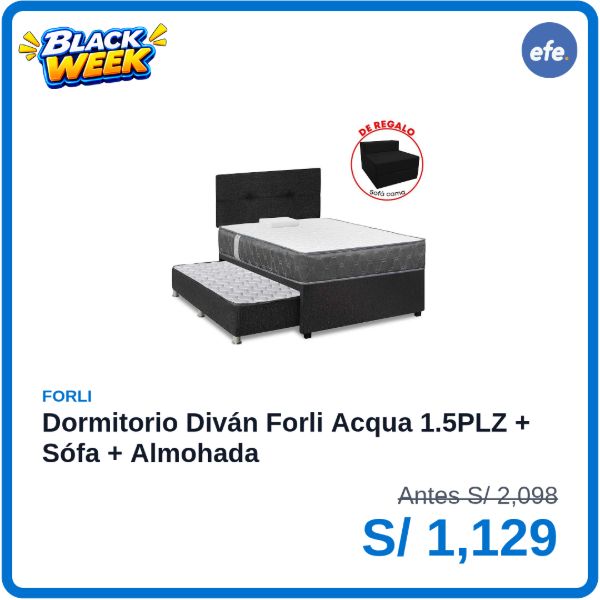 BLACK
WEEK
efe.
DE REGALO
Sofá cama
FORLI
Dormitorio Diván Forli Acqua 1.5PLZ +
Sófa + Almohada
Antes S/ 2,098
S/ 1,129